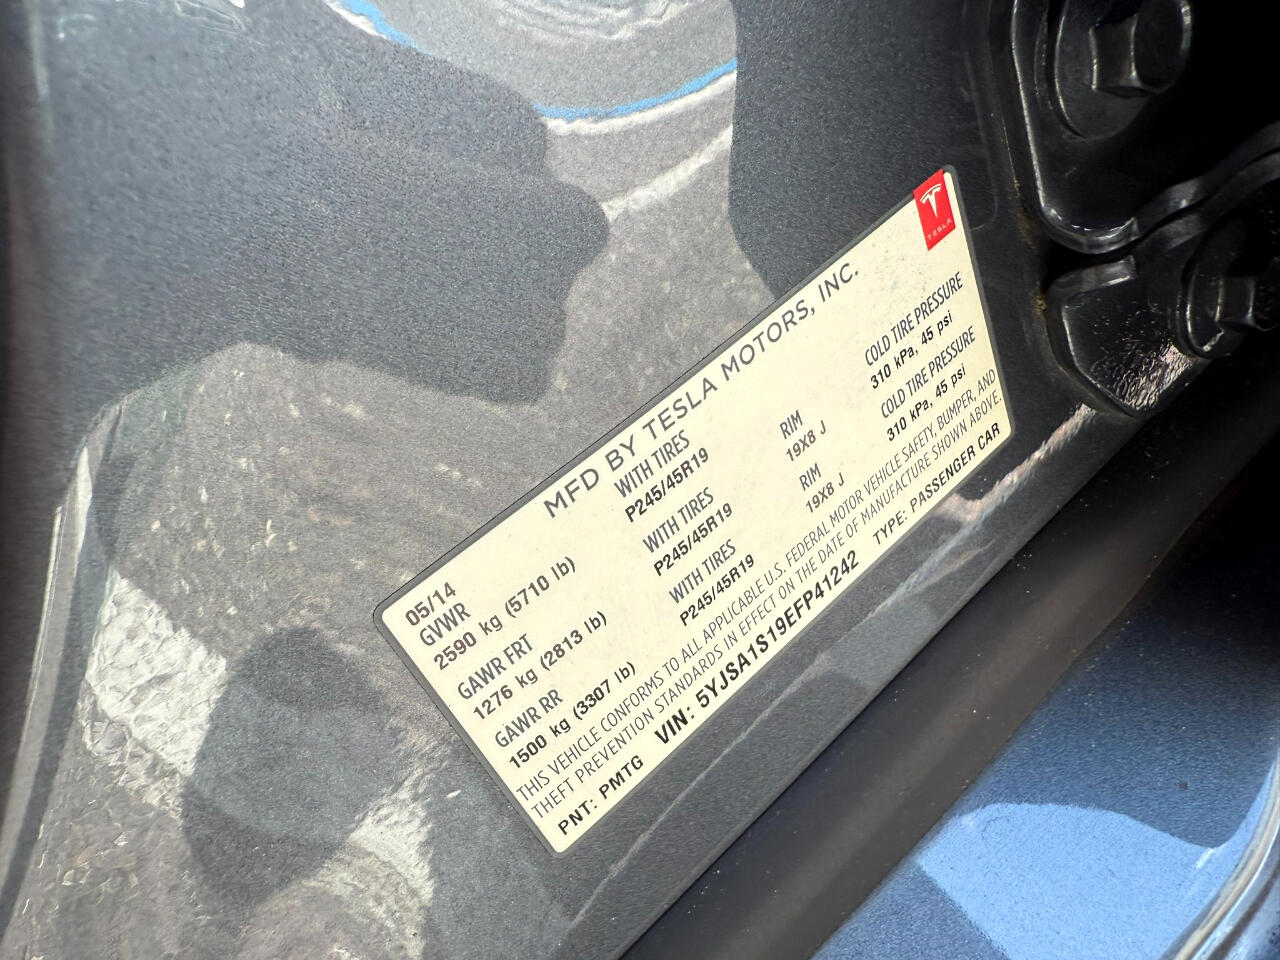 TESLA
MFD BY TESLA MOTORS, INC.
05/14
GVWR WITH TIRES RIM COLD TIRE PRESSURE
2590 kg (5710 lb) P245/45R19 19X8 J 310 kPa, 45 psi
GAWR FRT WITH TIRES RIM COLD TIRE PRESSURE
1276 kg (2813 lb) P245/45R19 19X8 J 310 kPa, 45 psi
GAWR RR WITH TIRES
1500 kg (3307 lb) P245/45R19
THIS VEHICLE CONFORMS TO ALL APPLICABLE U.S. FEDERAL MOTOR VEHICLE SAFETY, BUMPER, AND
THEFT PREVENTION STANDARDS IN EFFECT ON THE DATE OF MANUFACTURE SHOWN ABOVE.
PNT: PMTG VIN: 5YJSA1S19EFP41242 TYPE: PASSENGER CAR